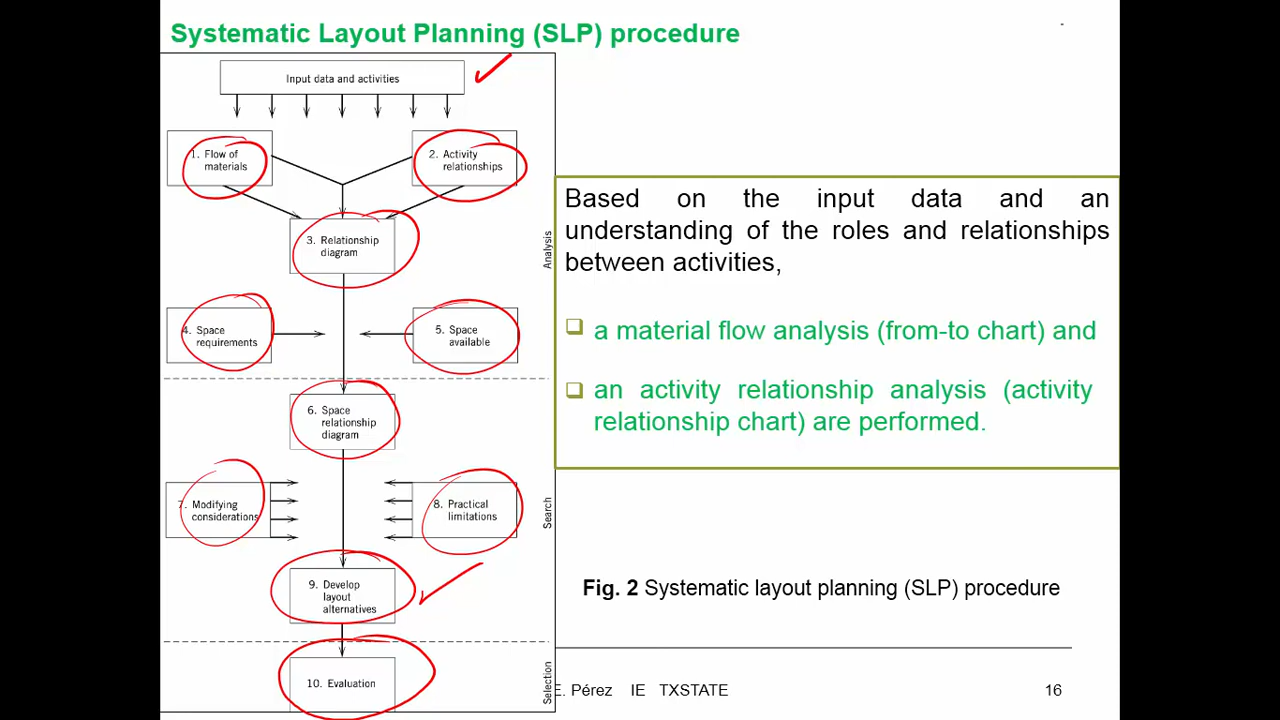 Systematic Layout Planning (SLP) procedure
Input data and activities
1. Flow of
materials
2. Activity
relationships
3. Relationship
diagram
Analysis
4. Space
requirements
5. Space
available
6. Space
relationship
diagram
7. Modifying
considerations
8. Practical
limitations
Search
9. Develop
layout
alternatives
10. Evaluation
Selection
Based on the input data and an
understanding of the roles and relationships
between activities,
a material flow analysis (from-to chart) and
an activity relationship analysis (activity
relationship chart) are performed.
Fig. 2 Systematic layout planning (SLP) procedure
E. Pérez IE TXSTATE
16